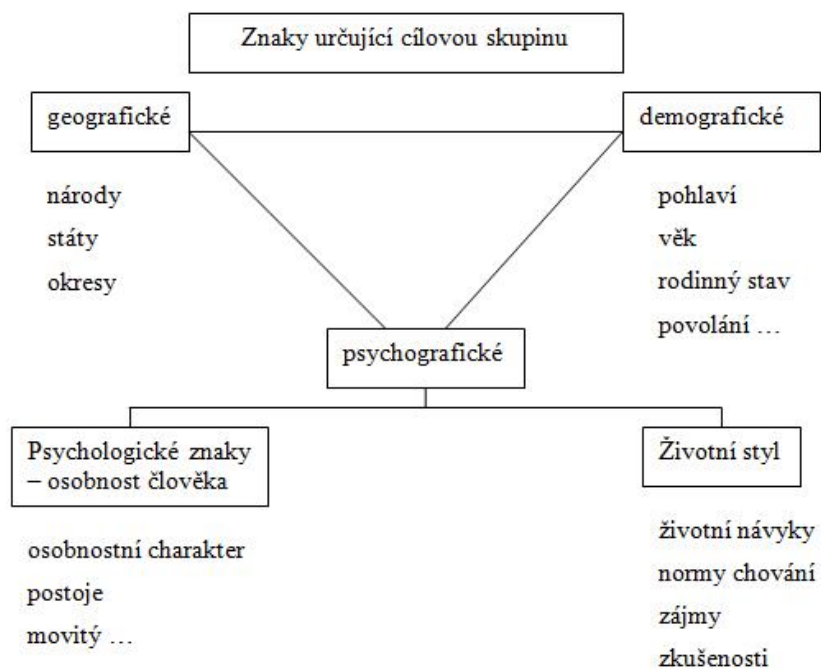 Znaky určující cílovou skupinu
geografické
demografické
národy
státy
okresy
pohlaví
věk
rodinný stav
povolání …
psychografické
Psychologické znaky
– osobnost člověka
Životní styl
osobnostní charakter
postoje
movitý …
životní návyky
normy chování
zájmy
zkušenosti